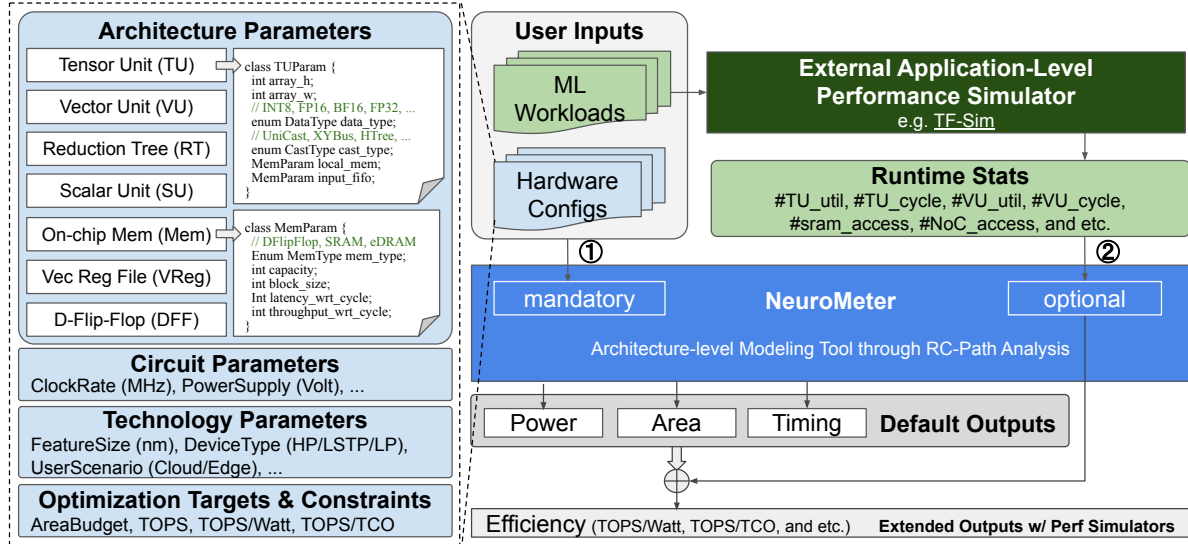 Architecture Parameters
Tensor Unit (TU)
Vector Unit (VU)
Reduction Tree (RT)
Scalar Unit (SU)
On-chip Mem (Mem)
Vec Reg File (VReg)
D-Flip-Flop (DFF)
class TUParam {
int array_h;
int array_w;
// INT8, FP16, BF16, FP32, ...
enum DataType data_type;
// UniCast, XYBus, HTree, ...
enum CastType cast_type;
MemParam local_mem;
MemParam input_fifo;
}
class MemParam {
// DFlipFlop, SRAM, eDRAM
Enum MemType mem_type;
int capacity;
int block_size;
Int latency_wrt_cycle;
int throughput_wrt_cycle;
}
Circuit Parameters
ClockRate (MHz), PowerSupply (Volt), ...
Technology Parameters
FeatureSize (nm), DeviceType (HP/LSTP/LP),
UserScenario (Cloud/Edge), ...
Optimization Targets & Constraints
AreaBudget, TOPS, TOPS/Watt, TOPS/TCO
User Inputs
ML
Workloads
Hardware
Configs
External Application-Level
Performance Simulator
e.g. TF-Sim
Runtime Stats
#TU_util, #TU_cycle, #VU_util, #VU_cycle,
#sram_access, #NoC_access, and etc.
①
②
mandatory
NeuroMeter
optional
Architecture-level Modeling Tool through RC-Path Analysis
Power
Area
Timing
Default Outputs
Efficiency (TOPS/Watt, TOPS/TCO, and etc.)
Extended Outputs w/ Perf Simulators